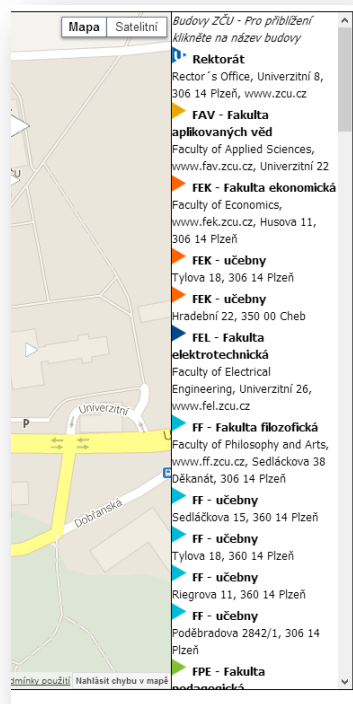 Mapa Satelitní
Univerzitní
P
U
Dobřanská
dmínky použití Nahlásit chybu v mapě
Budovy ZČU - Pro přiblížení
klikněte na název budovy
Rektorát
Rector´s Office, Univerzitní 8,
306 14 Plzeň, www.zcu.cz
FAV - Fakulta
aplikovaných věd
Faculty of Applied Sciences,
www.fav.zcu.cz, Univerzitní 22
FEK - Fakulta ekonomická
Faculty of Economics,
www.fek.zcu.cz, Husova 11,
306 14 Plzeň
FEK - učebny
Tylova 18, 306 14 Plzeň
FEK - učebny
Hradební 22, 350 00 Cheb
FEL - Fakulta
elektrotechnická
Faculty of Electrical
Engineering, Univerzitní 26,
www.fel.zcu.cz
FF - Fakulta filozofická
Faculty of Philosophy and Arts,
www.ff.zcu.cz, Sedláckova 38
Děkanát, 306 14 Plzeň
FF - učebny
Sedláčkova 15, 360 14 Plzeň
FF - učebny
Tylova 18, 360 14 Plzeň
FF - učebny
Riegrova 11, 360 14 Plzeň
FF - učebny
Poděbradova 2842/1, 306 14
Plzeň
FPE - Fakulta
pedagogická